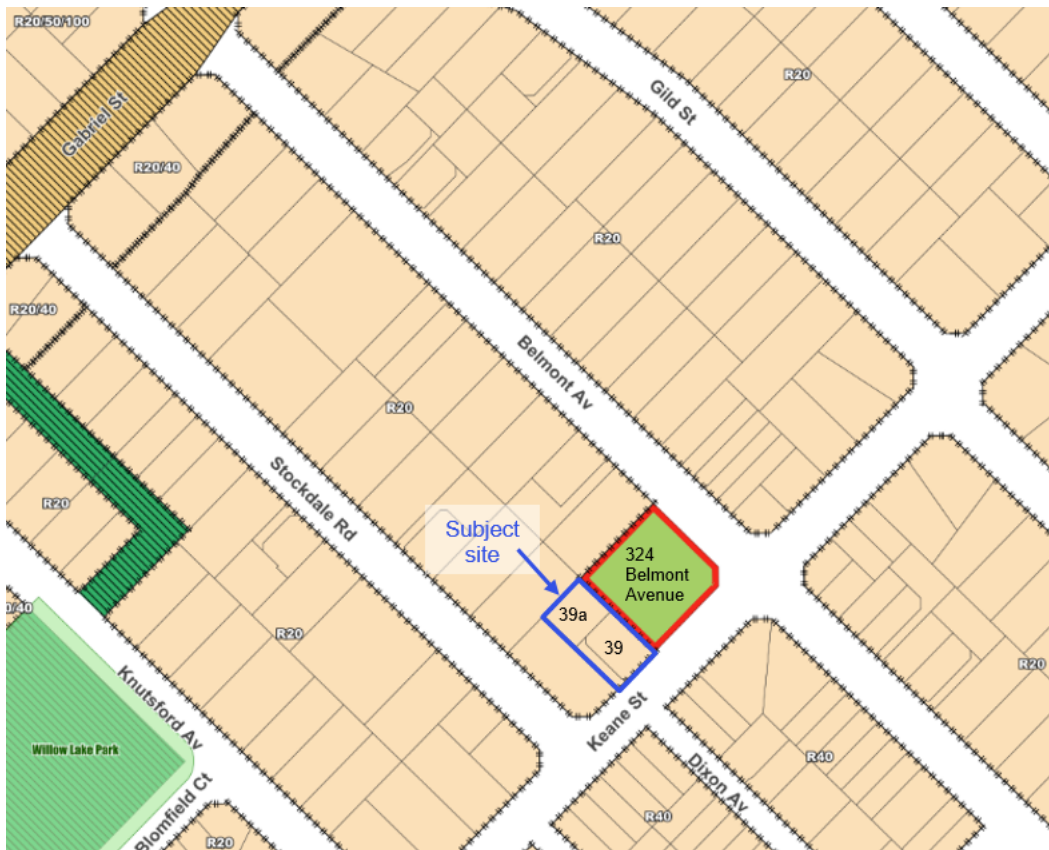 R20/50/100
Gabriel St
R20/40
R20
Gild St
R20
R20/40
Belmont Av
R20
Stockdale Rd
R20
Subject
site
324
Belmont
Avenue
39a
39
0/40
R20
R20
Knutsford Av
Willow Lake Park
Keane St
Dixon Av
R40
R40
Blomfield Ct
R20